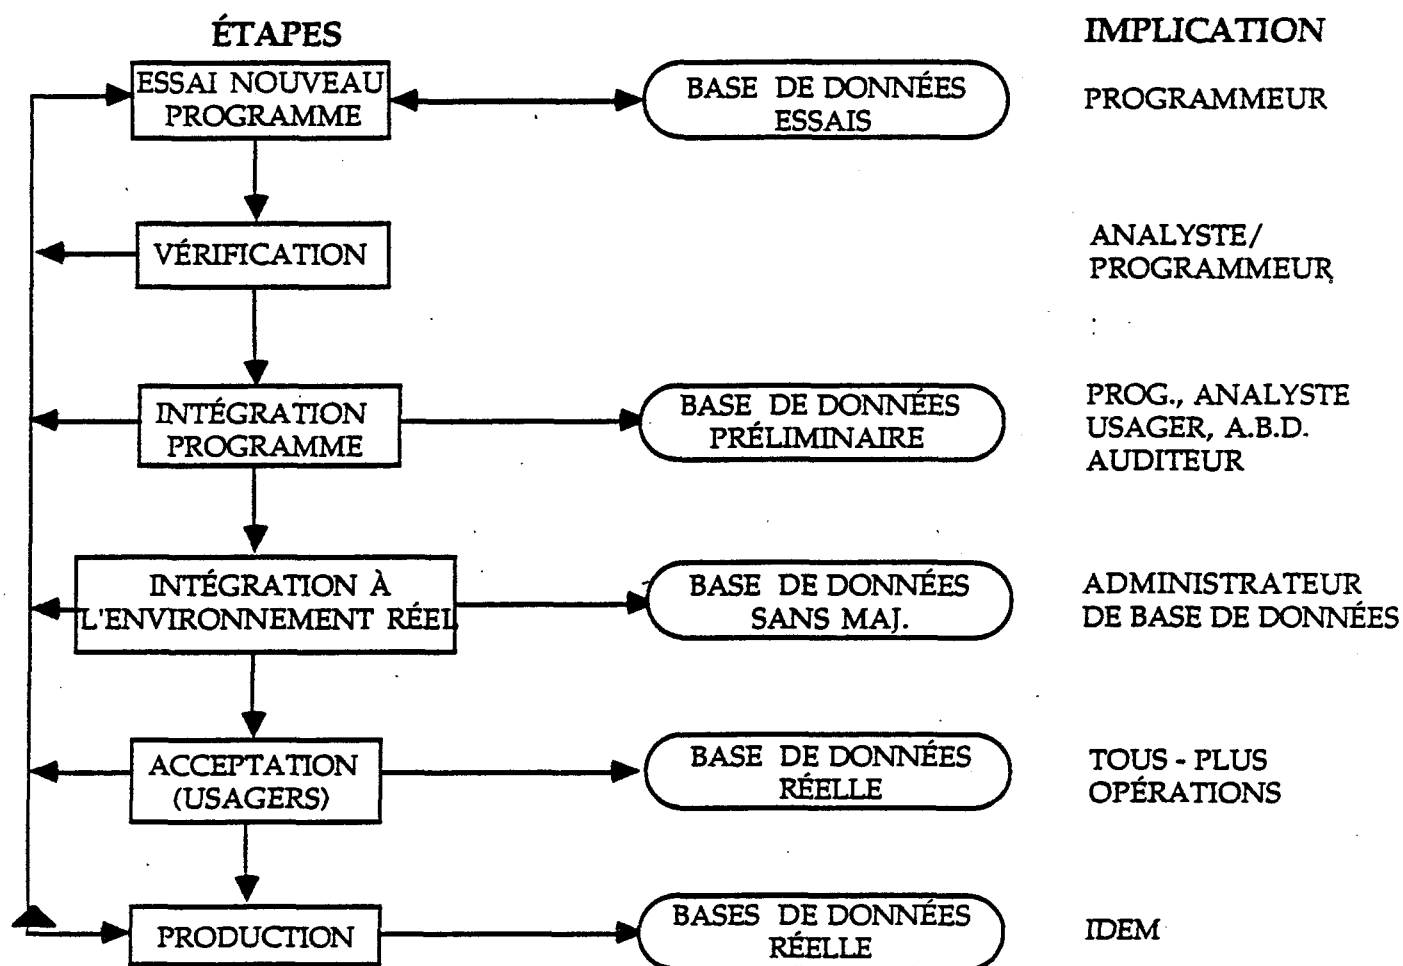 ÉTAPES
IMPLICATION
ESSAI NOUVEAU
PROGRAMME
BASE DE DONNÉES
ESSAIS
PROGRAMMEUR
VÉRIFICATION
ANALYSTE/
PROGRAMMEUR
INTÉGRATION
PROGRAMME
BASE DE DONNÉES
PRÉLIMINAIRE
PROG., ANALYSTE
USAGER, A.B.D.
AUDITEUR
INTÉGRATION À
L'ENVIRONNEMENT RÉEL
BASE DE DONNÉES
SANS MAJ.
ADMINISTRATEUR
DE BASE DE DONNÉES
ACCEPTATION
(USAGERS)
BASE DE DONNÉES
RÉELLE
TOUS - PLUS
OPÉRATIONS
PRODUCTION
BASES DE DONNÉES
RÉELLE
IDEM